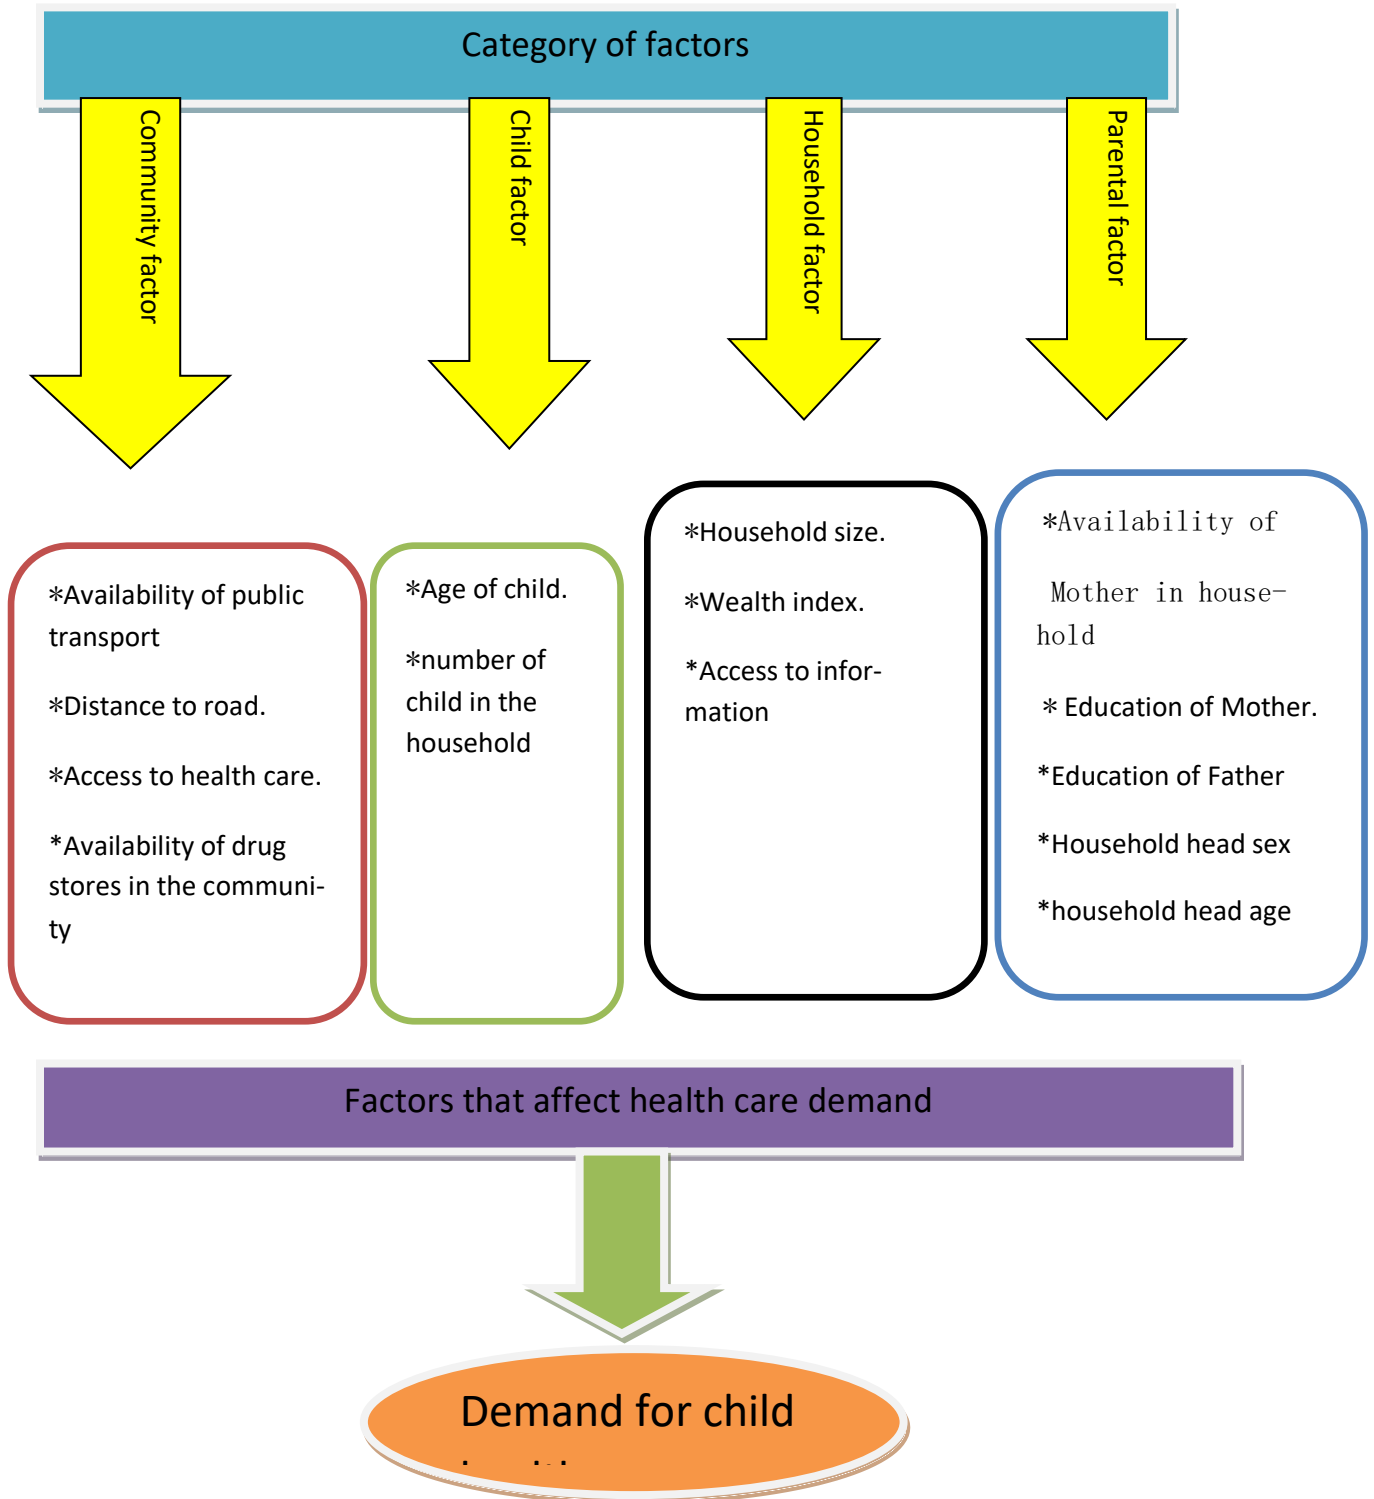 Category of factors
Community factor
Child factor
Household factor
Parental factor
*Availability of public
transport
*Distance to road.
*Access to health care.
*Availability of drug
stores in the communi-
ty
*Age of child.
*number of
child in the
household
*Household size.
*Wealth index.
*Access to infor-
mation
*Availability of
Mother in house-
hold
* Education of Mother.
*Education of Father
*Household head sex
*household head age
Factors that affect health care demand
Demand for child